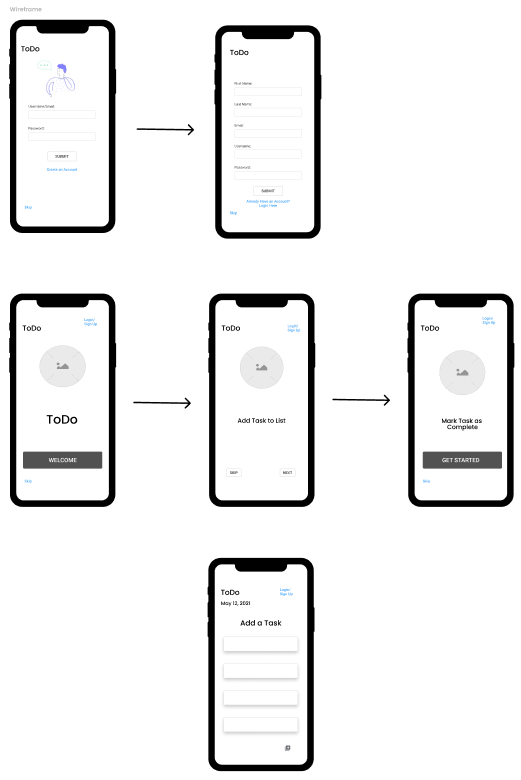 Wireframe
ToDo
Username/Email:
Password:
SUBMIT
Create an Account
Skip
ToDo
First Name:
Last Name:
Email:
Username:
Password:
SUBMIT
Already Have an Account?
Login Here
Skip
ToDo
Login/
Sign Up
ToDo
WELCOME
Skip
ToDo
Login/
Sign Up
Add Task to List
SKIP
NEXT
ToDo
Login/
Sign Up
Mark Task as
Complete
GET STARTED
Skip
ToDo
Login/
Sign Up
May 12, 2021
Add a Task